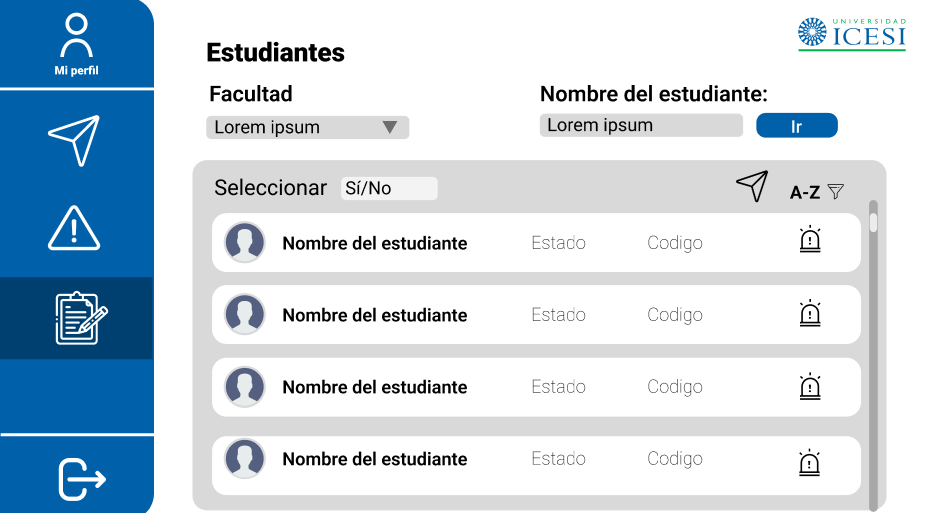 Mi perfil
UNIVERSIDAD
ICESI
Estudiantes
Facultad
Nombre del estudiante:
Lorem ipsum
Lorem ipsum
Ir
Seleccionar
Sí/No
A-Z
Nombre del estudiante Estado Codigo
Nombre del estudiante Estado Codigo
Nombre del estudiante Estado Codigo
Nombre del estudiante Estado Codigo